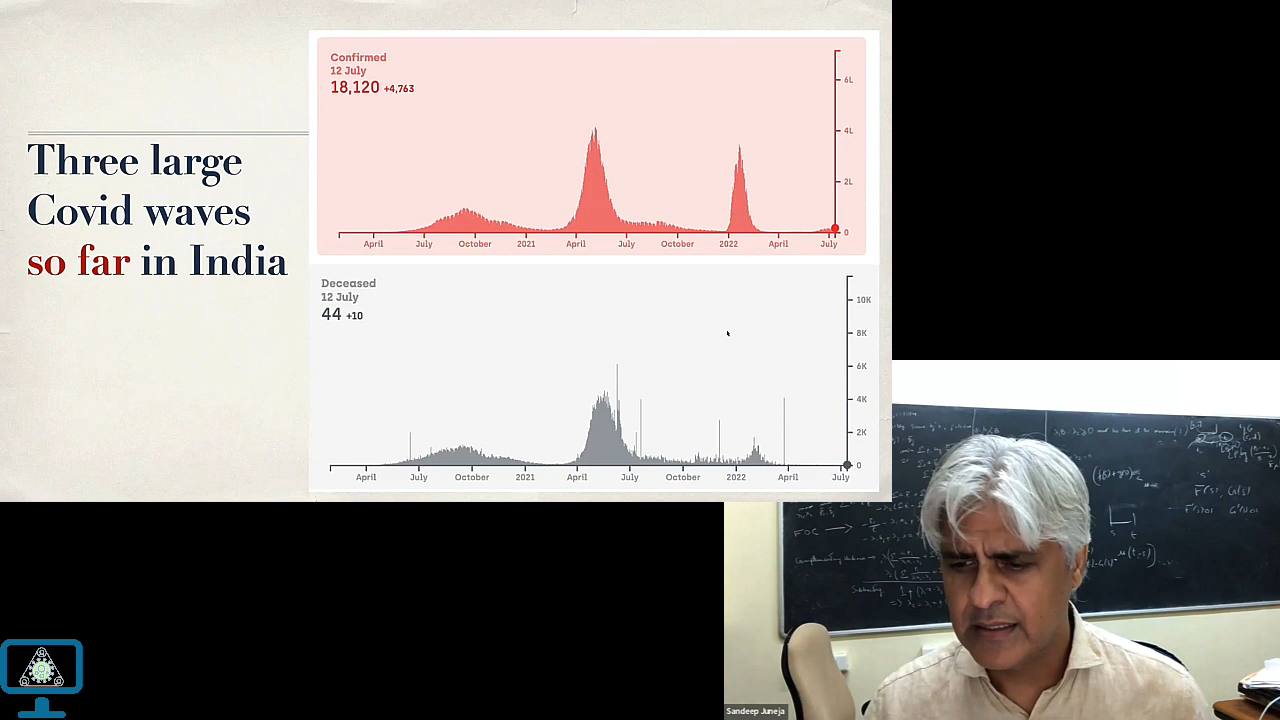 Three large
Covid waves
so far in India
Confirmed
12 July
18,120 +4,763
6L
4L
2L
0
April July October 2021 April July October 2022 April July
Deceased
12 July
44 +10
10K
8K
6K
4K
2K
0
April July October 2021 April July October 2022 April July
FOC
Sandeep Juneja